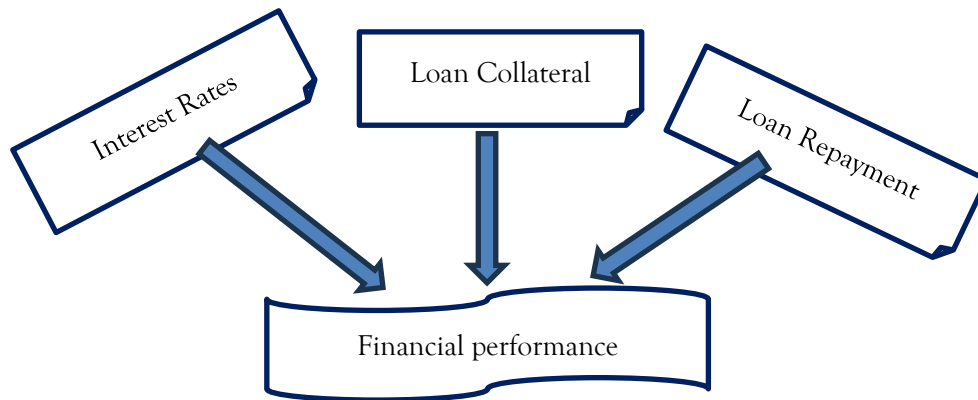 Interest Rates
Loan Collateral
Loan Repayment
Financial performance